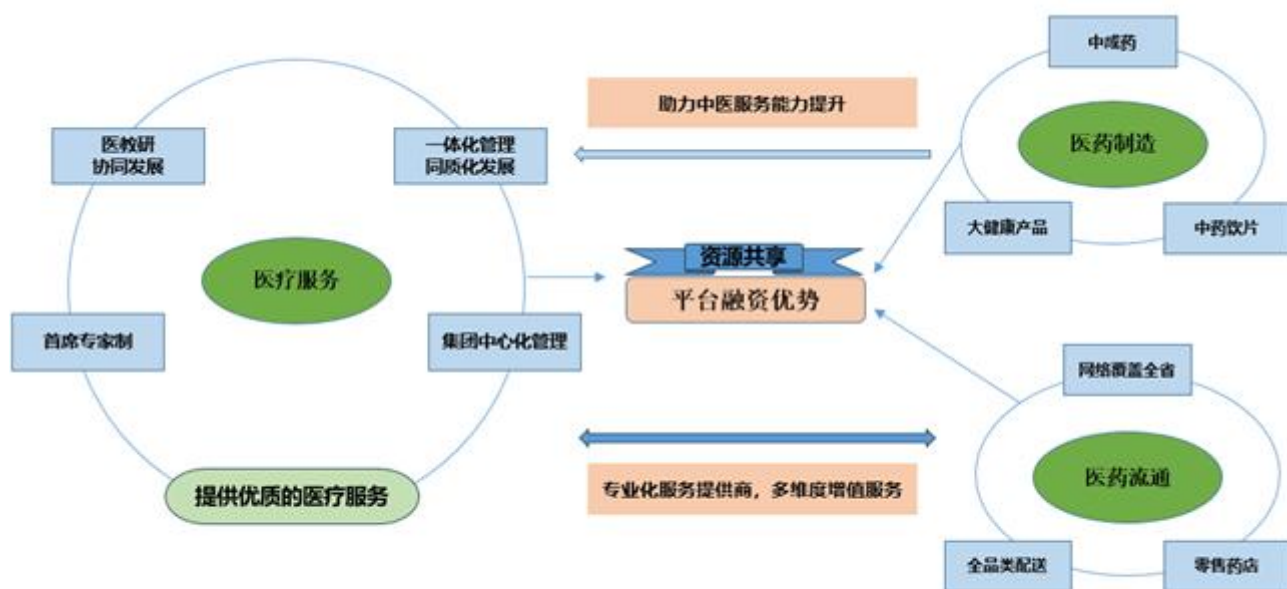 中成药
助力中医服务能力提升
医药制造
医教研
协同发展
一体化管理
同质化发展
大健康产品
中药饮片
资源共享
医疗服务
平台融资优势
首席专家制
集团中心化管理
网络覆盖全省
医药流通
提供优质的医疗服务
专业化服务提供商，多维度增值服务
全品类配送
零售药店